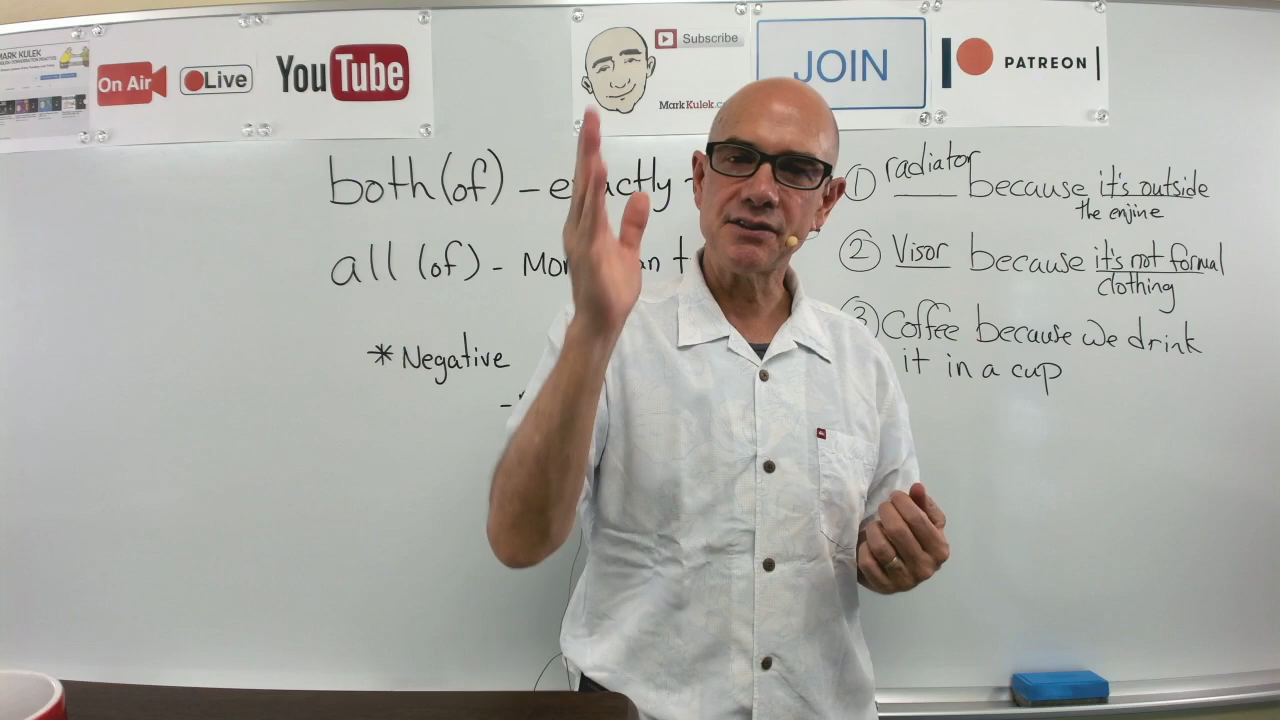 MARK KULEK
On Air
Live
YouTube
Subscribe
MarkKulek.c
JOIN
PATREON
both (of) - exactly
all (of) - Mor an t
* Negative
-
① radiator because it's outside
the enjine
② Visor because it's not formal
clothing
③ Coffee because we drink
it in a cup